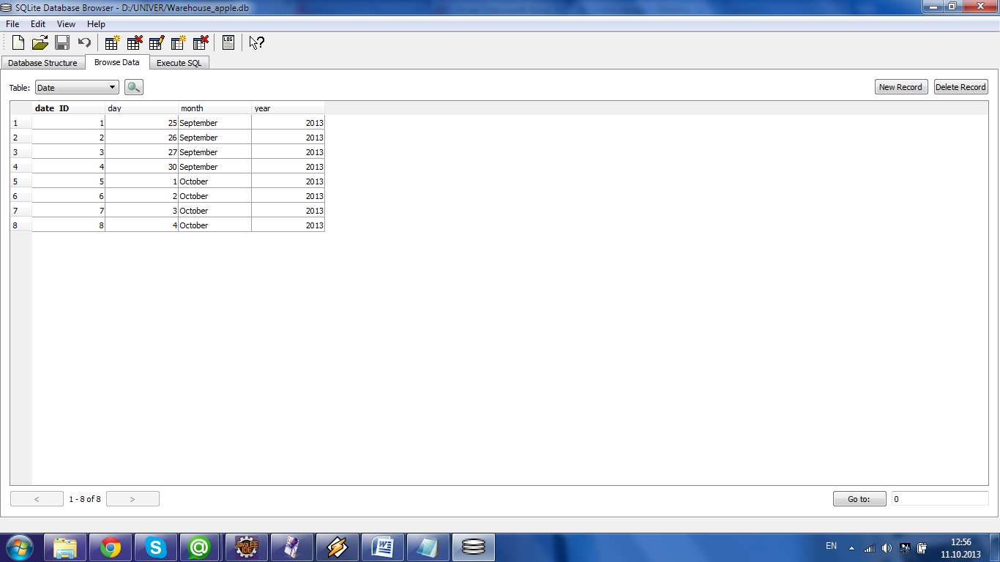 SQLite Database Browser - D:/UNIVER/Warehouse_apple.db
File Edit View Help
LOG
Database Structure Browse Data Execute SQL
Table: Date New Record Delete Record
date_ID day month year
1 1 25 September 2013
2 2 26 September 2013
3 3 27 September 2013
4 4 30 September 2013
5 5 1 October 2013
6 6 2 October 2013
7 7 3 October 2013
8 8 4 October 2013
< 1 - 8 of 8 > Go to: 0
Java EE
IDE
EN 12:56
11.10.2013